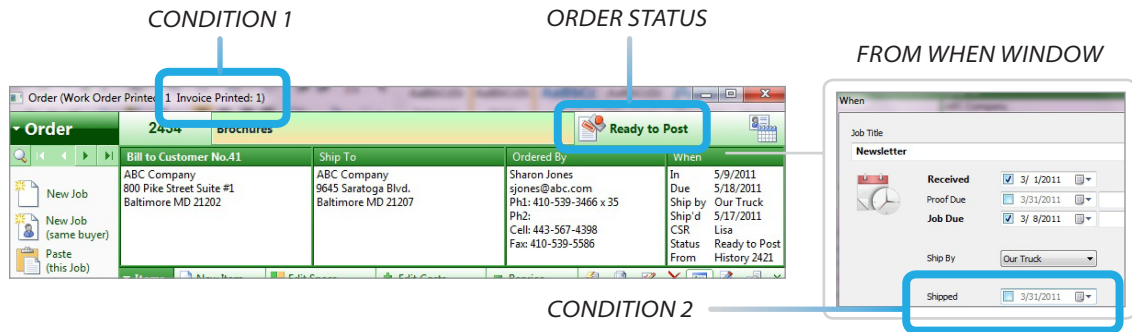 CONDITION 1
ORDER STATUS
FROM WHEN WINDOW
Order (Work Order Printed: 1 Invoice Printed: 1)
Order
2434
Brochures
Ready to Post
New Job
New Job
(same buyer)
Paste
(this Job)
Bill to Customer No.41
ABC Company
800 Pike Street Suite #1
Baltimore MD 21202
Ship To
ABC Company
9645 Saratoga Blvd.
Baltimore MD 21207
Ordered By
Sharon Jones
sjones@abc.com
Ph1: 410-539-3466 x 35
Ph2:
Cell: 443-567-4398
Fax: 410-539-5586
When
In 5/9/2011
Due 5/18/2011
Ship by Our Truck
Ship'd 5/17/2011
CSR Lisa
Status Ready to Post
From History 2421
When
Job Title
Newsletter
Received 3/ 1/2011
Proof Due 3/31/2011
Job Due 3/ 8/2011
Ship By Our Truck
Shipped 3/31/2011
CONDITION 2